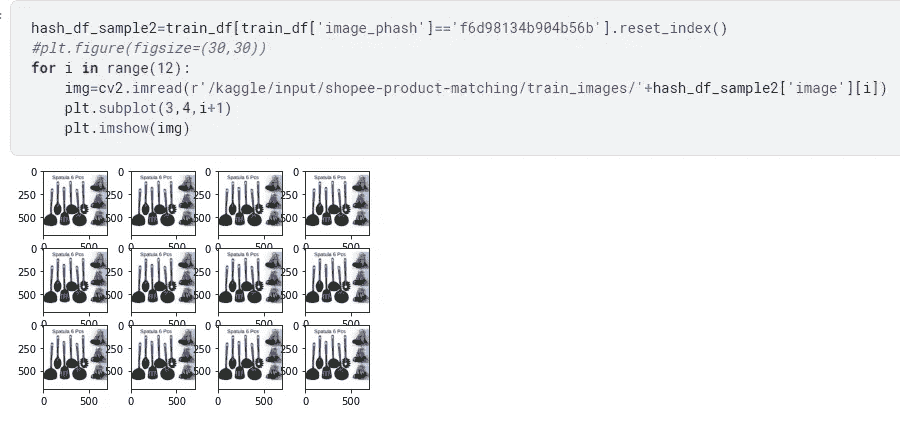 hash_df_sample2=train_df[train_df['image_phash']=='f6d98134b904b56b'].reset_index()
#plt.figure(figsize=(30,30))
for i in range(12):
    img=cv2.imread(r'/kaggle/input/shopee-product-matching/train_images/'+hash_df_sample2['image'][i])
    plt.subplot(3,4,i+1)
    plt.imshow(img)
0 Spatula 6 Pcs 0 Spatula 6 Pcs 0 Spatula 6 Pcs 0 Spatula 6 Pcs
250 250 250 250
500 500 500 500
0 500 0 500 0 500 0 500
0 Spatula 6 Pcs 0 Spatula 6 Pcs 0 Spatula 6 Pcs 0 Spatula 6 Pcs
250 250 250 250
500 500 500 500
0 500 0 500 0 500 0 500
0 Spatula 6 Pcs 0 Spatula 6 Pcs 0 Spatula 6 Pcs 0 Spatula 6 Pcs
250 250 250 250
500 500 500 500
0 500 0 500 0 500 0 500